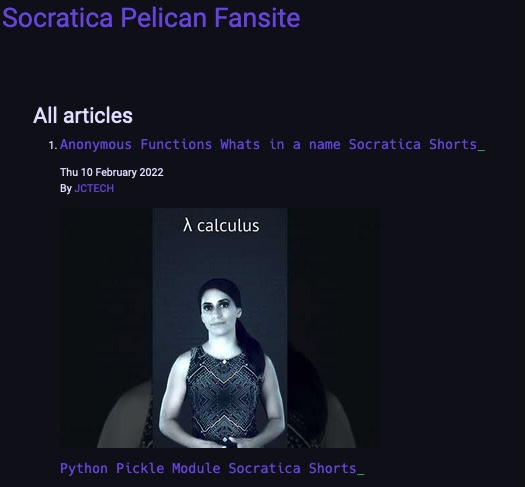 Socratica Pelican Fansite
All articles
1. Anonymous Functions Whats in a name Socratica Shorts_
Thu 10 February 2022
By JCTECH
λ calculus
Python Pickle Module Socratica Shorts_